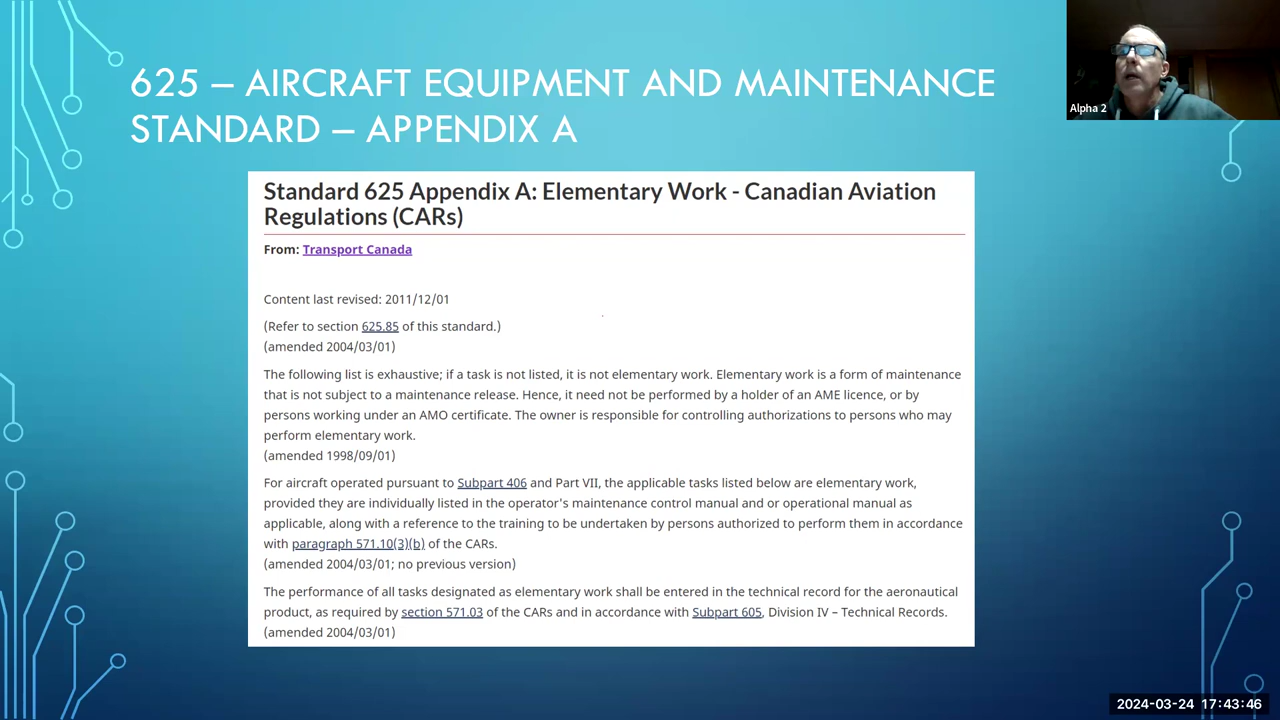 625 – AIRCRAFT EQUIPMENT AND MAINTENANCE
STANDARD – APPENDIX A
Alpha 2
Standard 625 Appendix A: Elementary Work - Canadian Aviation
Regulations (CARs)
From: Transport Canada
Content last revised: 2011/12/01
(Refer to section 625.85 of this standard.)
(amended 2004/03/01)
The following list is exhaustive; if a task is not listed, it is not elementary work. Elementary work is a form of maintenance
that is not subject to a maintenance release. Hence, it need not be performed by a holder of an AME licence, or by
persons working under an AMO certificate. The owner is responsible for controlling authorizations to persons who may
perform elementary work.
(amended 1998/09/01)
For aircraft operated pursuant to Subpart 406 and Part VII, the applicable tasks listed below are elementary work,
provided they are individually listed in the operator's maintenance control manual and or operational manual as
applicable, along with a reference to the training to be undertaken by persons authorized to perform them in accordance
with paragraph 571.10(3)(b) of the CARs.
(amended 2004/03/01; no previous version)
The performance of all tasks designated as elementary work shall be entered in the technical record for the aeronautical
product, as required by section 571.03 of the CARs and in accordance with Subpart 605, Division IV – Technical Records.
(amended 2004/03/01)
2024-03-24 17:43:46